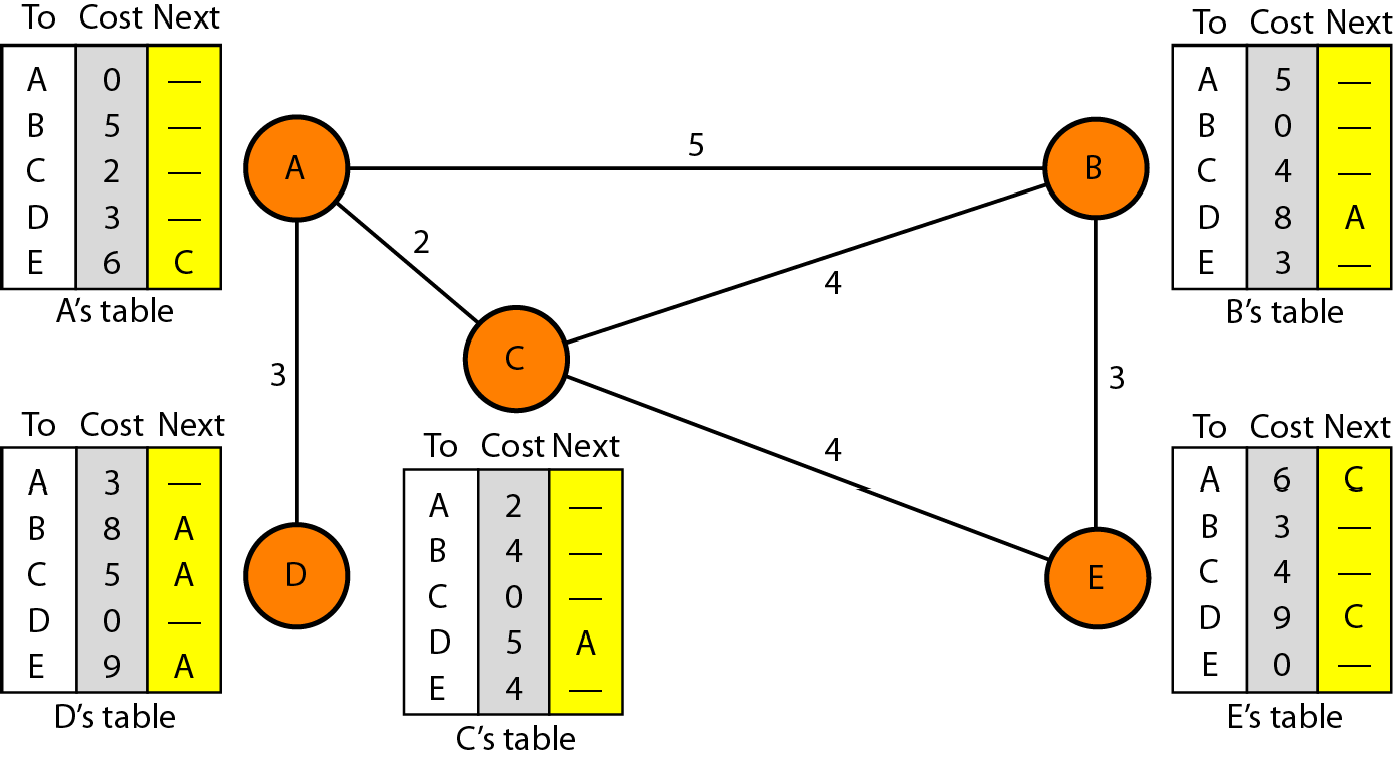 To Cost Next
A 0 —
B 5 —
C 2 —
D 3 —
E 6 C
A’s table
To Cost Next
A 5 —
B 0 —
C 4 —
D 8 A
E 3 —
B’s table
A
5
B
2
4
C
3
3
4
D
E
To Cost Next
A 3 —
B 8 A
C 5 A
D 0 —
E 9 A
D’s table
To Cost Next
A 2 —
B 4 —
C 0 —
D 5 A
E 4 —
C’s table
To Cost Next
A 6 C
B 3 —
C 4 —
D 9 C
E 0 —
E’s table